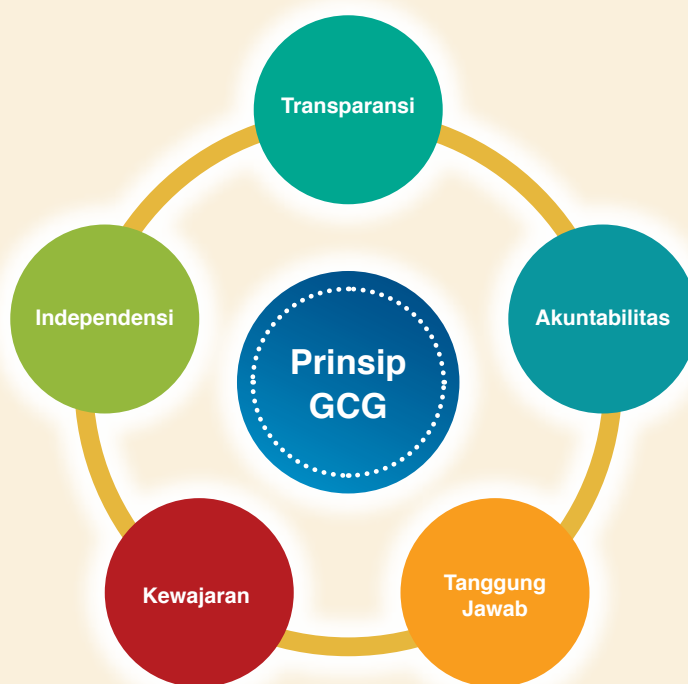 Transparansi
Independensi
Akuntabilitas
Prinsip
GCG
Kewajaran
Tanggung
Jawab